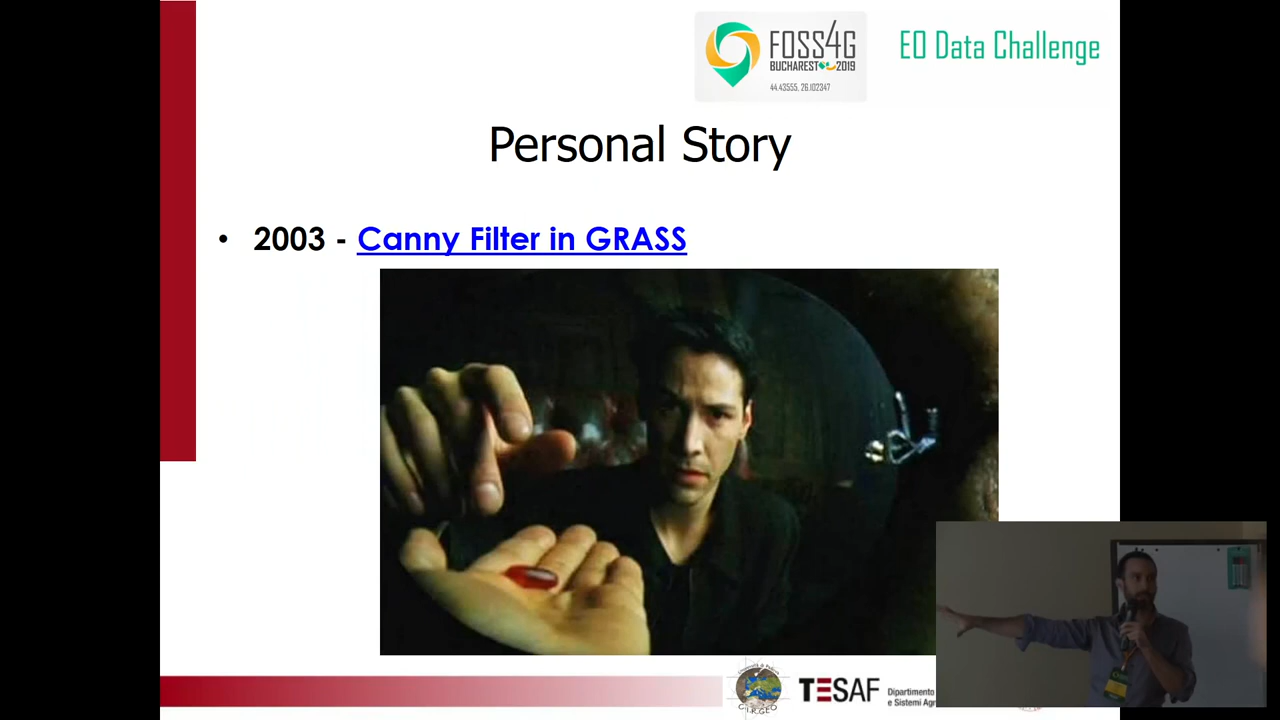 FOSS4G
BUCHAREST 2019
44.43555, 26.102347
EO Data Challenge
Personal Story
• 2003 - Canny Filter in GRASS
C.I.R.GEO
TESAF
Dipartimento
e Sistemi Agr